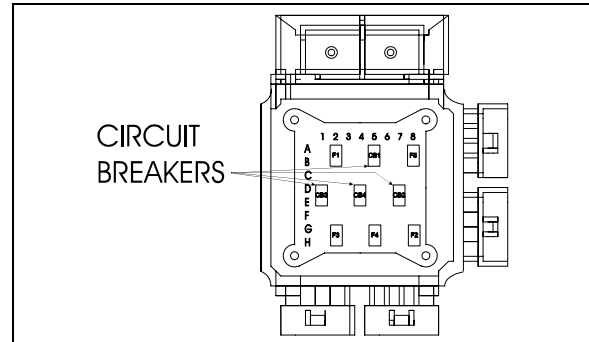 CIRCUIT
BREAKERS
1 2 3 4 5 6 7 8
A
B
C
D
E
F
G
H
F1 CB1 F5
CB3 CB4 CB2
F3 F4 F2